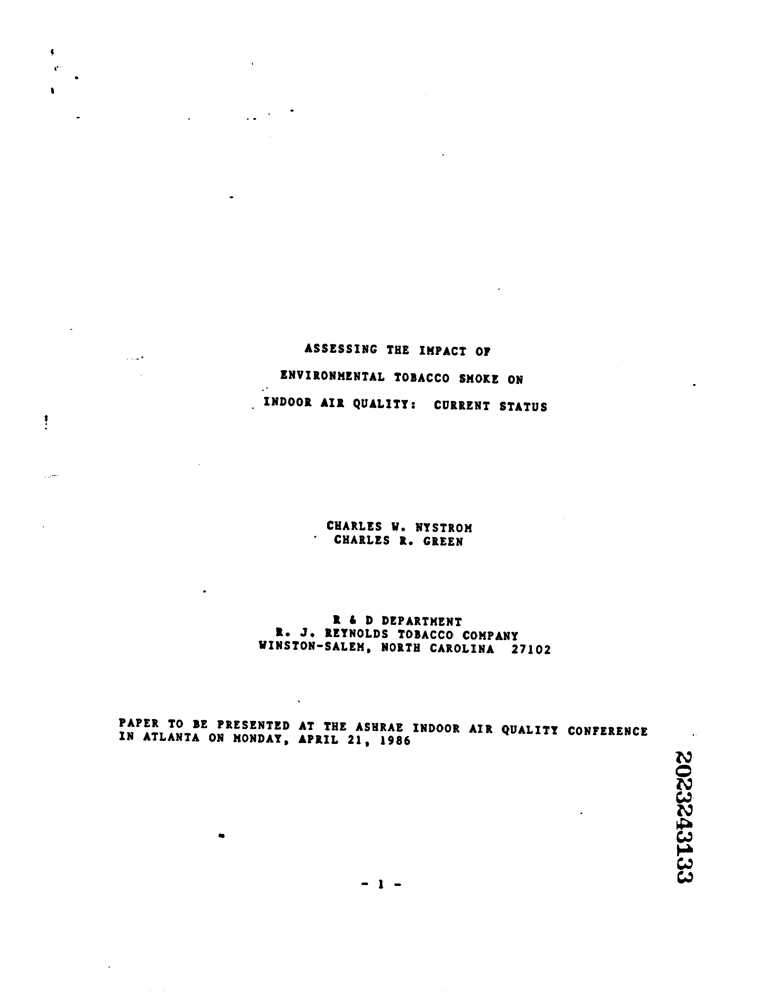 ASSESSING THE IMPACT OF
ENVIRONMENTAL TOBACCO SMOKE ON
INDOOR AIR QUALITY: CURRENT STATUS
CHARLES W. NYSTROM
CHARLES R. GREEN
R & D DEPARTMENT
R. J. REYNOLDS TOBACCO COMPANY
WINSTON-SALEM, NORTH CAROLINA 27102
PAPER TO BE PRESENTED AT THE ASHRAE INDOOR AIR QUALITY CONFERENCE
IN ATLANTA ON MONDAY, APRIL 21, 1986
2023243133
- 1 -